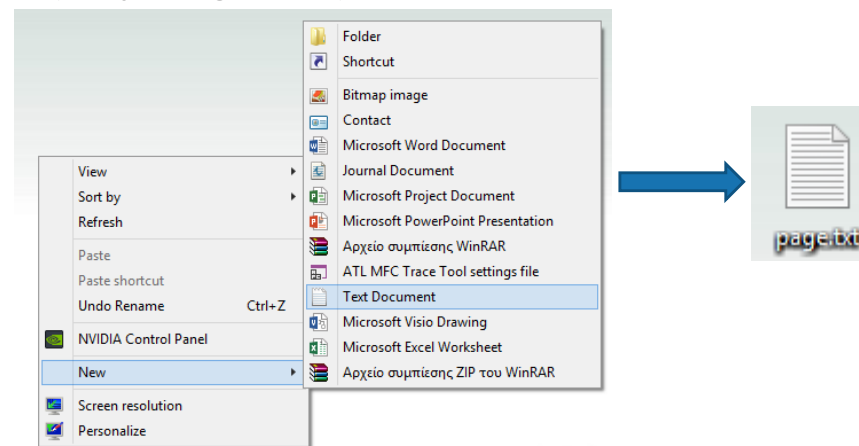 Folder
Shortcut
Bitmap image
Contact
Microsoft Word Document
Journal Document
Microsoft Project Document
Microsoft PowerPoint Presentation
Αρχείο συμπίεσης WinRAR
ATL MFC Trace Tool settings file
Text Document
Microsoft Visio Drawing
Microsoft Excel Worksheet
Αρχείο συμπίεσης ZIP του WinRAR
View
Sort by
Refresh
Paste
Paste shortcut
Undo Rename Ctrl+Z
NVIDIA Control Panel
New
Screen resolution
Personalize
page.txt